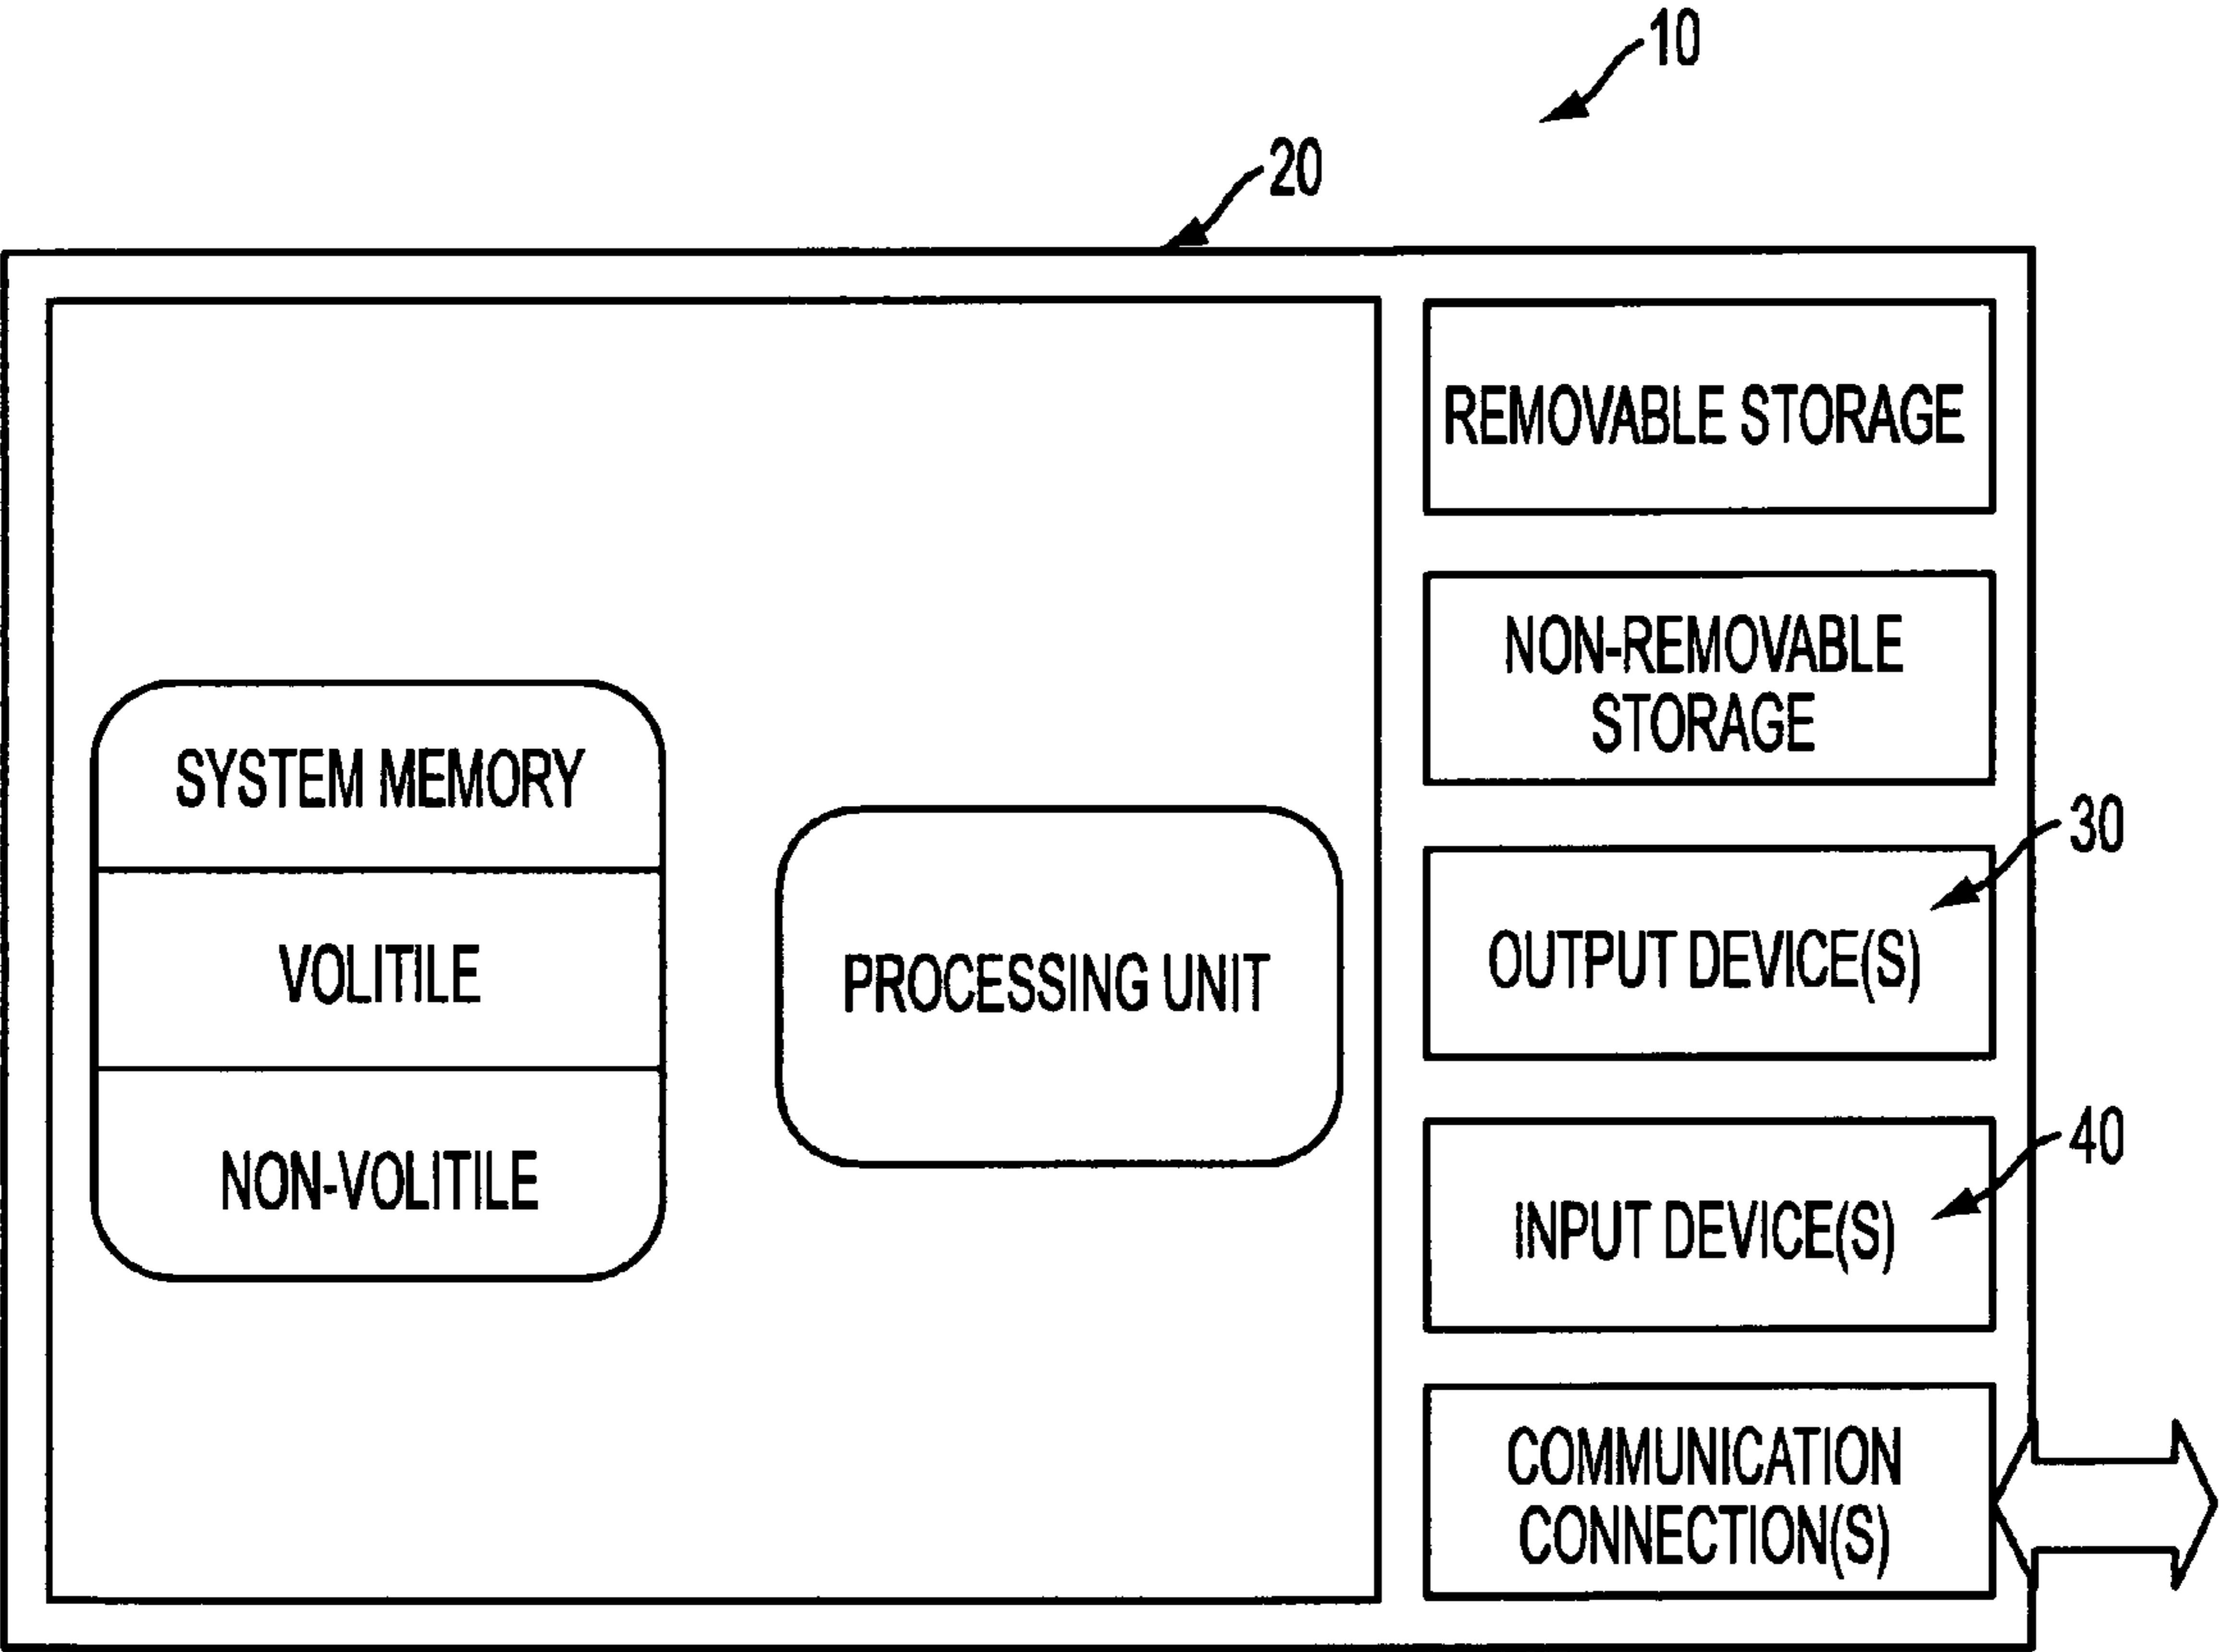 10
20
REMOVABLE STORAGE
NON-REMOVABLE
STORAGE
SYSTEM MEMORY
VOLITILE
NON-VOLITILE
PROCESSING UNIT
30
OUTPUT DEVICE(S)
40
INPUT DEVICE(S)
COMMUNICATION
CONNECTION(S)